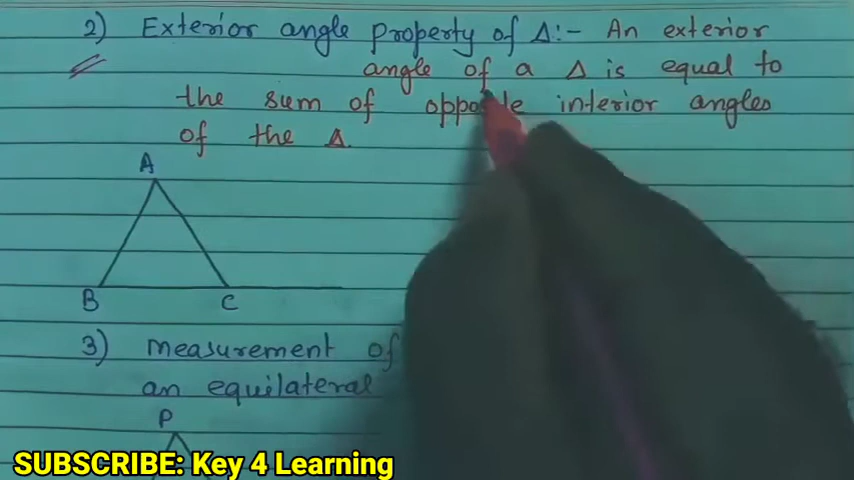 2) Exterior angle property of Δ:- An exterior
angle of a Δ is equal to
the sum of interior angles
of the Δ.
A
B C
3) measurement of
an equilateral
P
SUBSCRIBE: Key 4 Learning